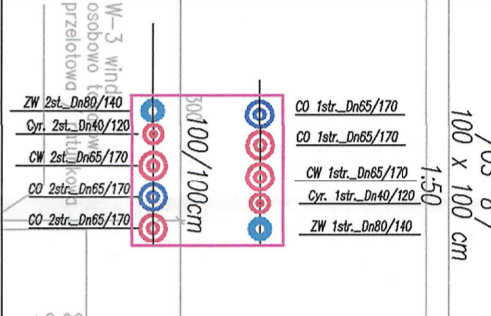 W-3 wind
osobowo
przelotowa
ZW 2st._Dn80/140
Cyr. 2st._Dn40/120
CW 2st._Dn65/170
CO 2str._Dn65/170
CO 2str._Dn65/170
300
100/100cm
CO 1str._Dn65/170
CO 1str._Dn65/170
CW 1str._Dn65/170
Cyr. 1str._Dn40/120
ZW 1str._Dn80/140
1.50
100 x 100 cm